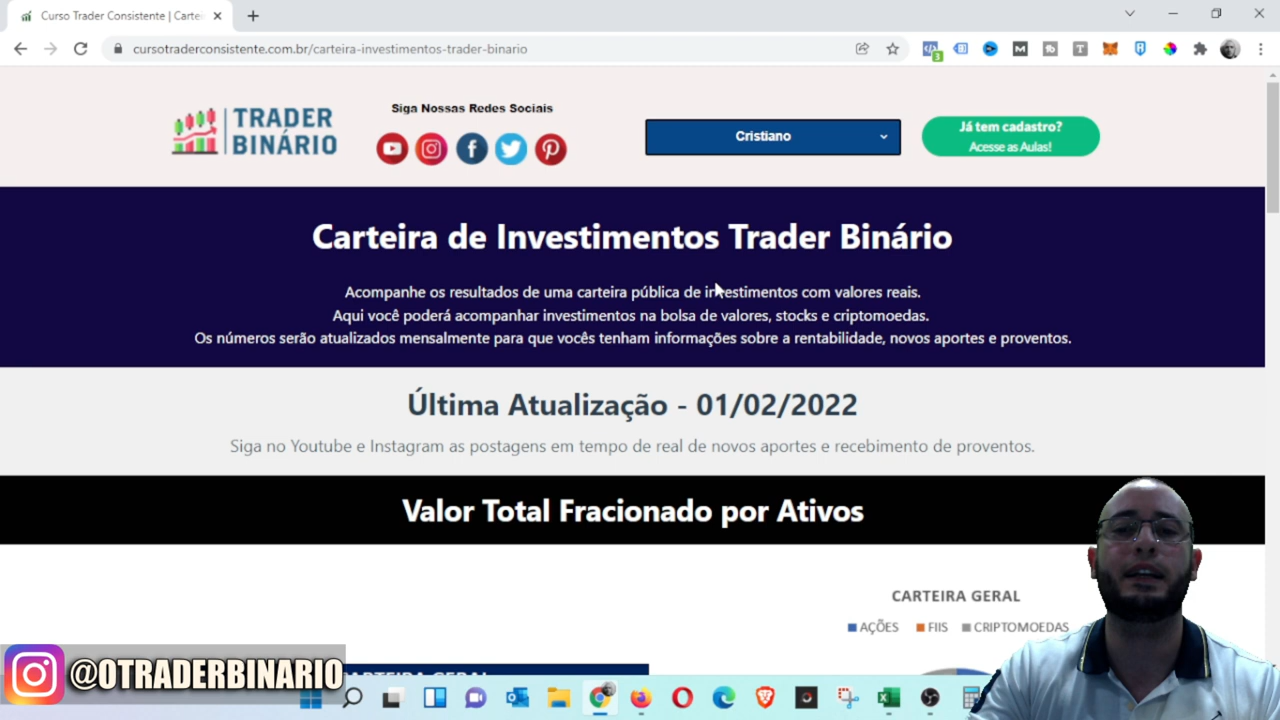 Curso Trader Consistente | Carte
cursotraderconsistente.com.br/carteira-investimentos-trader-binario
3
M
T
TRADER
BINÁRIO
Siga Nossas Redes Sociais
Cristiano
Já tem cadastro?
Acesse as Aulas!
Carteira de Investimentos Trader Binário
Acompanhe os resultados de uma carteira pública de investimentos com valores reais.
Aqui você poderá acompanhar investimentos na bolsa de valores, stocks e criptomoedas.
Os números serão atualizados mensalmente para que vocês tenham informações sobre a rentabilidade, novos aportes e proventos.
Última Atualização - 01/02/2022
Siga no Youtube e Instagram as postagens em tempo de real de novos aportes e recebimento de proventos.
Valor Total Fracionado por Ativos
CARTEIRA GERAL
AÇÕES FIIS CRIPTOMOEDAS
CARTEIRA GERAL
@OTRADERBINARIO